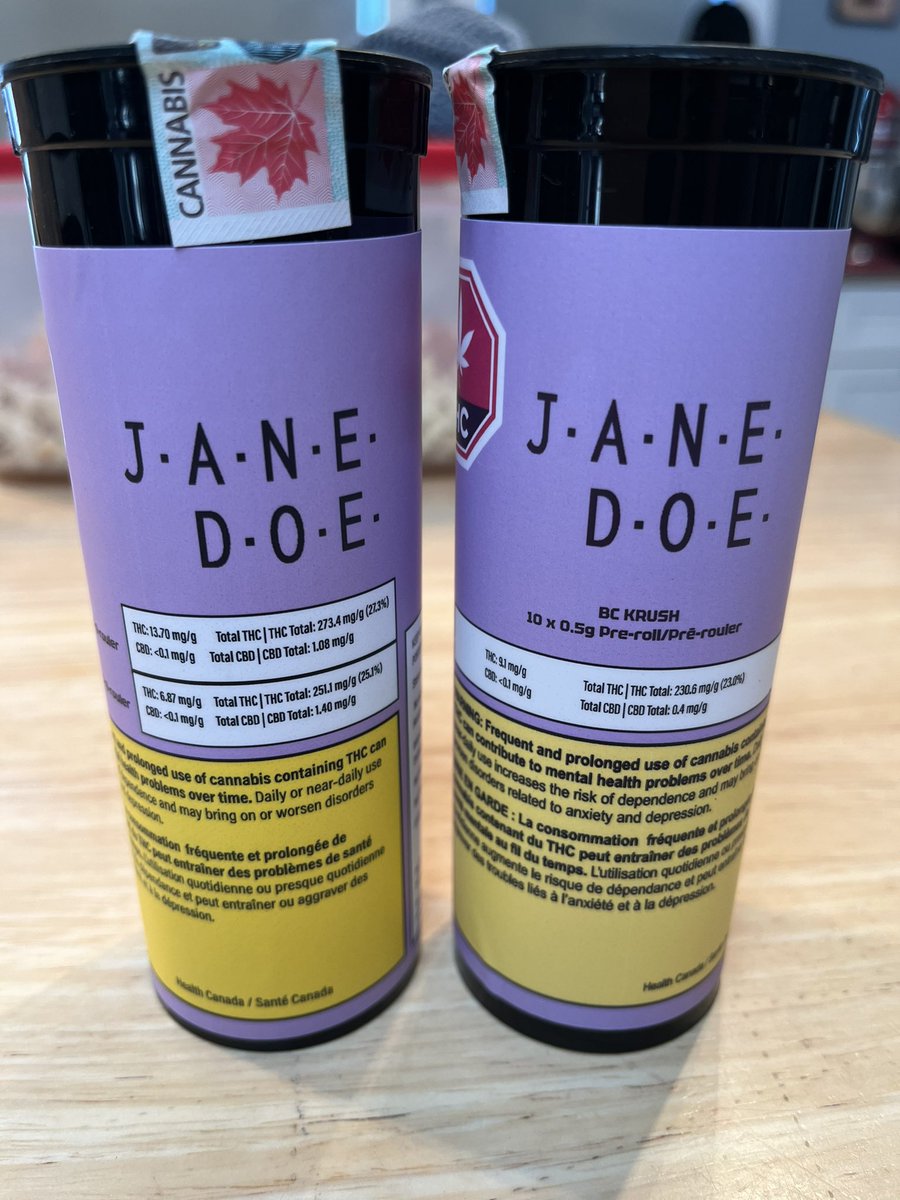 CANNABIS
J·A·N·E·
D·O·E·
THC: 13.70 mg/g Total THC | THC Total: 273.4 mg/g (27.3%)
CBD: <0.1 mg/g Total CBD | CBD Total: 1.08 mg/g
THC: 6.87 mg/g Total THC | THC Total: 251.1 mg/g (25.1%)
CBD: <0.1 mg/g Total CBD | CBD Total: 1.40 mg/g
prolonged use of cannabis containing THC can
health problems over time. Daily or near-daily use
and may bring on or worsen disorders
fréquente et prolongée de
THC peut entraîner des problèmes de santé
L'utilisation quotidienne ou presque quotidienne
et peut entraîner ou aggraver des
et à la dépression.
Health Canada / Santé Canada
J·A·N·E·
D·O·E·
BC KRUSH
10 x 0.5g Pre-roll/Pré-rouler
THC: 9.1 mg/g Total THC | THC Total: 230.6 mg/g (23.0%)
CBD: <0.1 mg/g Total CBD | CBD Total: 0.4 mg/g
Frequent and prolonged use of cannabis
can contribute to mental health problems over time.
use increases the risk of dependence and may bring
disorders related to anxiety and depression.
GARDE : La consommation fréquente et
contenant du THC peut entraîner des problèmes
au fil du temps. L'utilisation quotidienne ou
augmente le risque de dépendance et peut
des troubles liés à l'anxiété et à la dépression.
Health Canada /